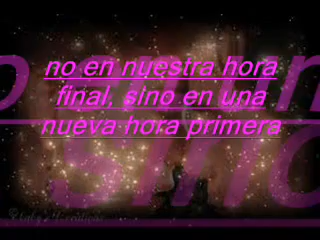 no en nuestra hora
final, sino en una
nueva hora primera